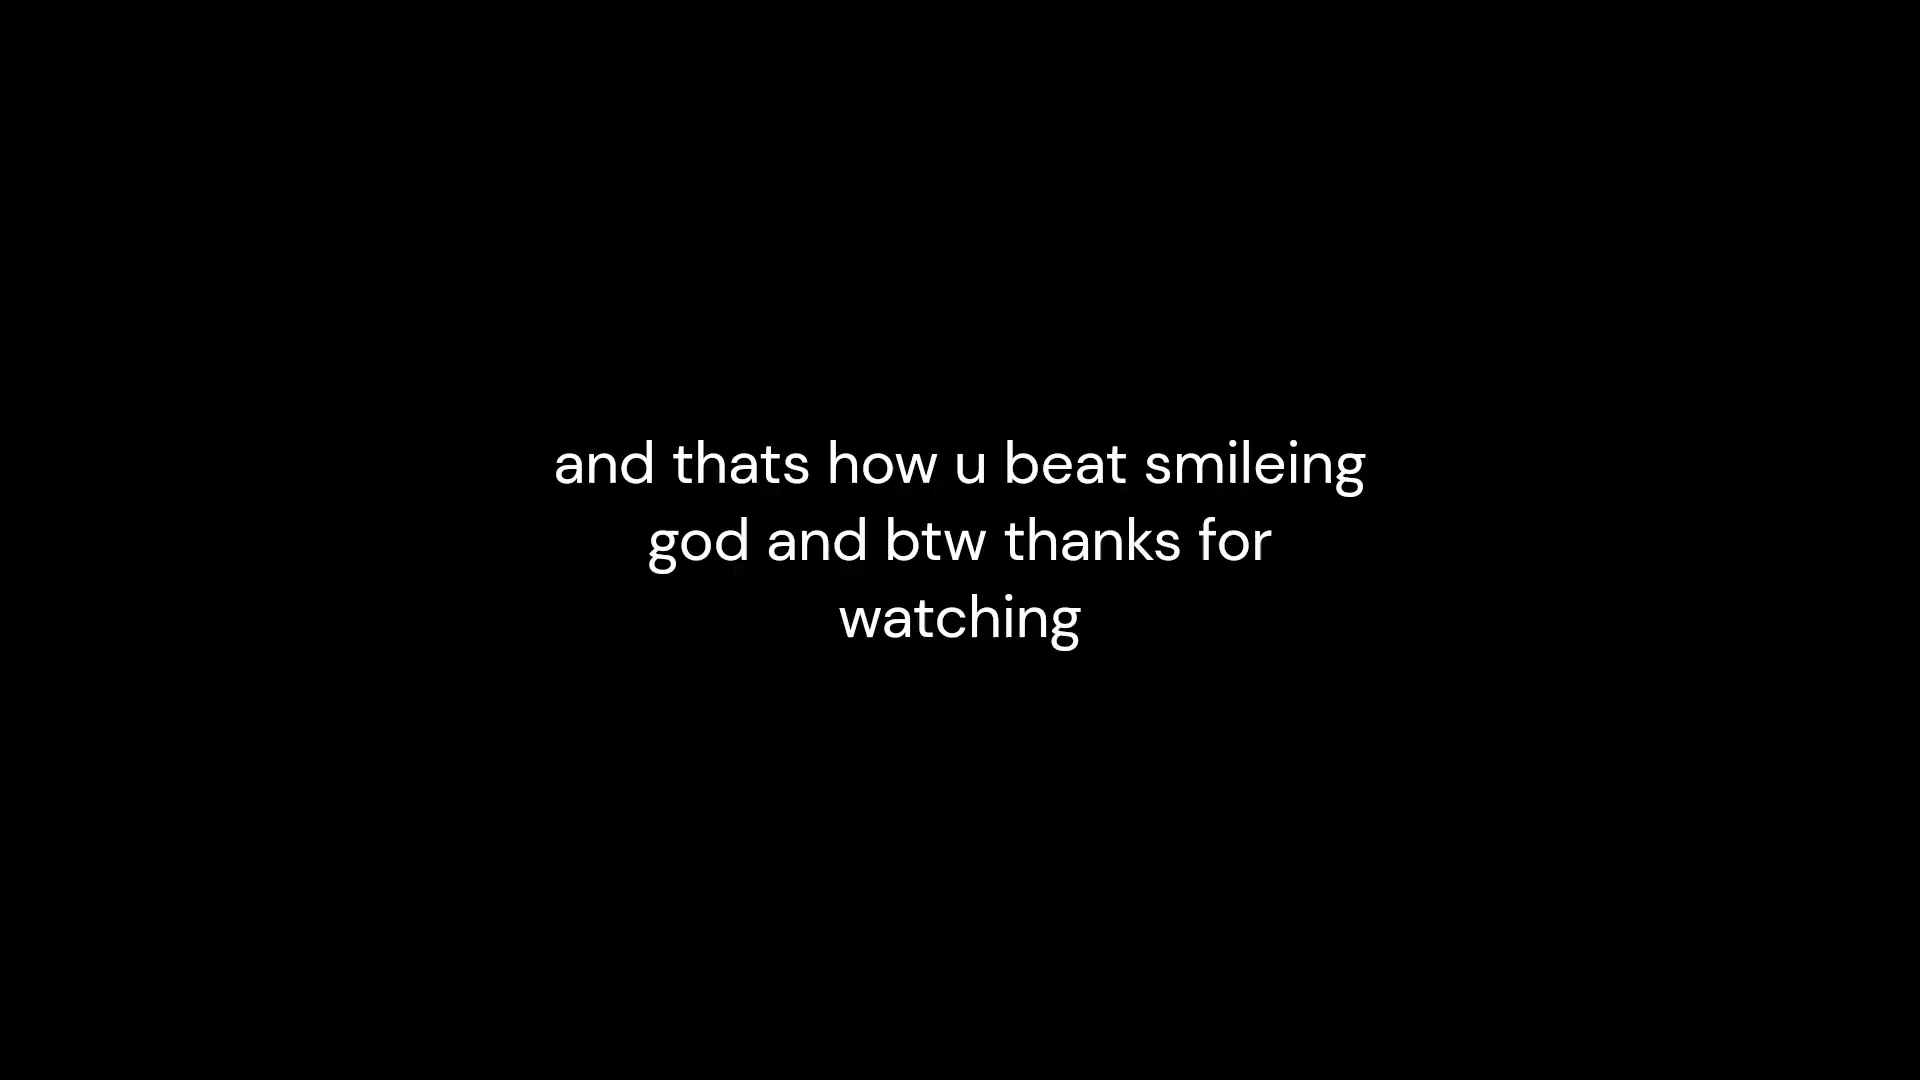 and thats how u beat smileing
god and btw thanks for
watching